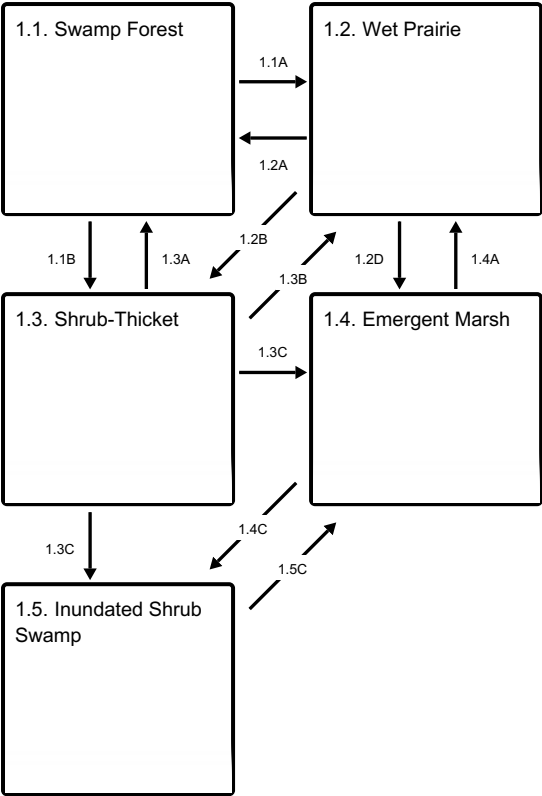 1.1. Swamp Forest
1.2. Wet Prairie
1.1A
1.2A
1.1B
1.3A
1.2B
1.3B
1.2D
1.4A
1.3. Shrub-Thicket
1.4. Emergent Marsh
1.3C
1.3C
1.4C
1.5C
1.5. Inundated Shrub
Swamp